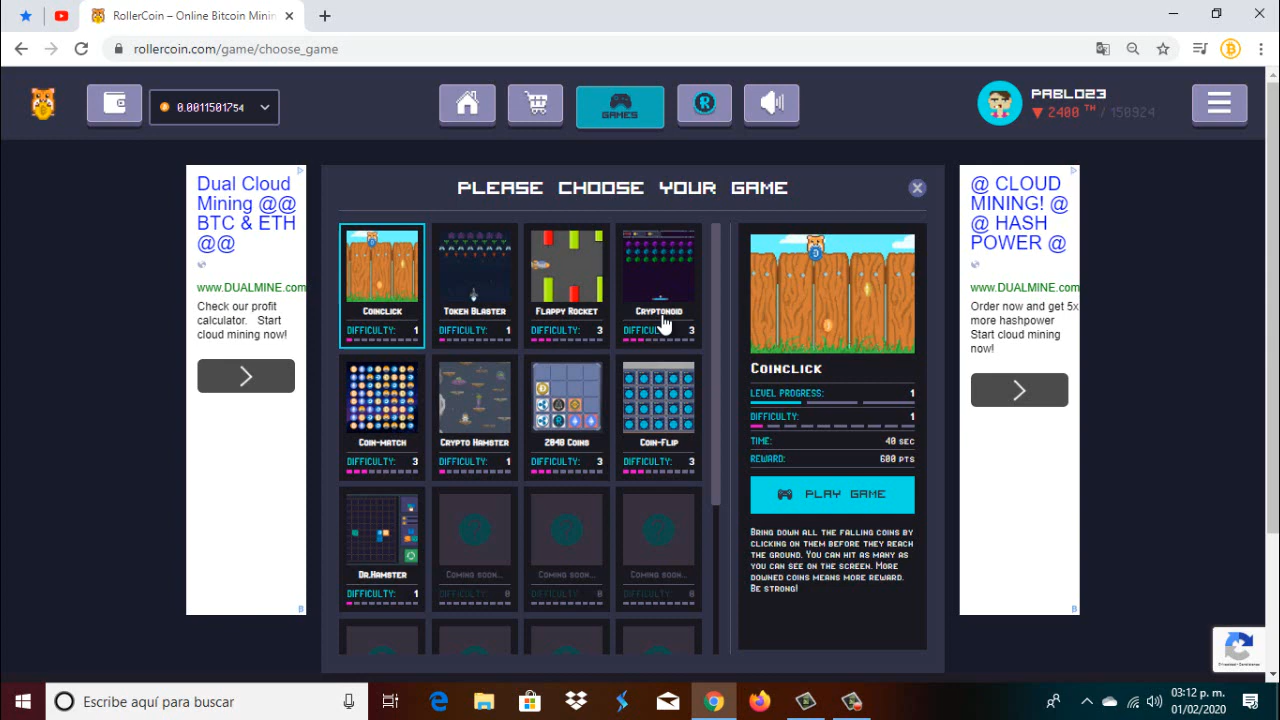 RollerCoin – Online Bitcoin Minin
rollercoin.com/game/choose_game
0.0011501754
GAMES
PABLO23
2400 TH / 150924
PLEASE CHOOSE YOUR GAME
Dual Cloud
Mining @@
BTC & ETH
@@
www.DUALMINE.com
Check our profit
calculator. Start
cloud mining now!
CoinClick
Difficulty: 1
Token Blaster
Difficulty: 1
Flappy Rocket
Difficulty: 3
Cryptonoid
Difficulty: 3
Coin-Match
Difficulty: 3
Crypto Hamster
Difficulty: 1
2048 Coins
Difficulty: 3
Coin-Flip
Difficulty: 3
Dr.Hamster
Difficulty: 1
Coming soon...
Difficulty: 0
Coming soon...
Difficulty: 0
Coming soon...
Difficulty: 0
CoinClick
Level progress: 1
Difficulty: 1
Time: 40 sec
Reward: 600 pts
PLAY GAME
Bring down all the falling coins by
clicking on them before they reach
the ground. You can hit as many as
you can see on the screen. More
downed coins means more reward.
Be strong!
@ CLOUD
MINING! @
@ HASH
POWER @
www.DUALMINE.com
Order now and get 5x
more hashpower
Start cloud mining
now!
Escribe aquí para buscar
03:12 p. m.
01/02/2020